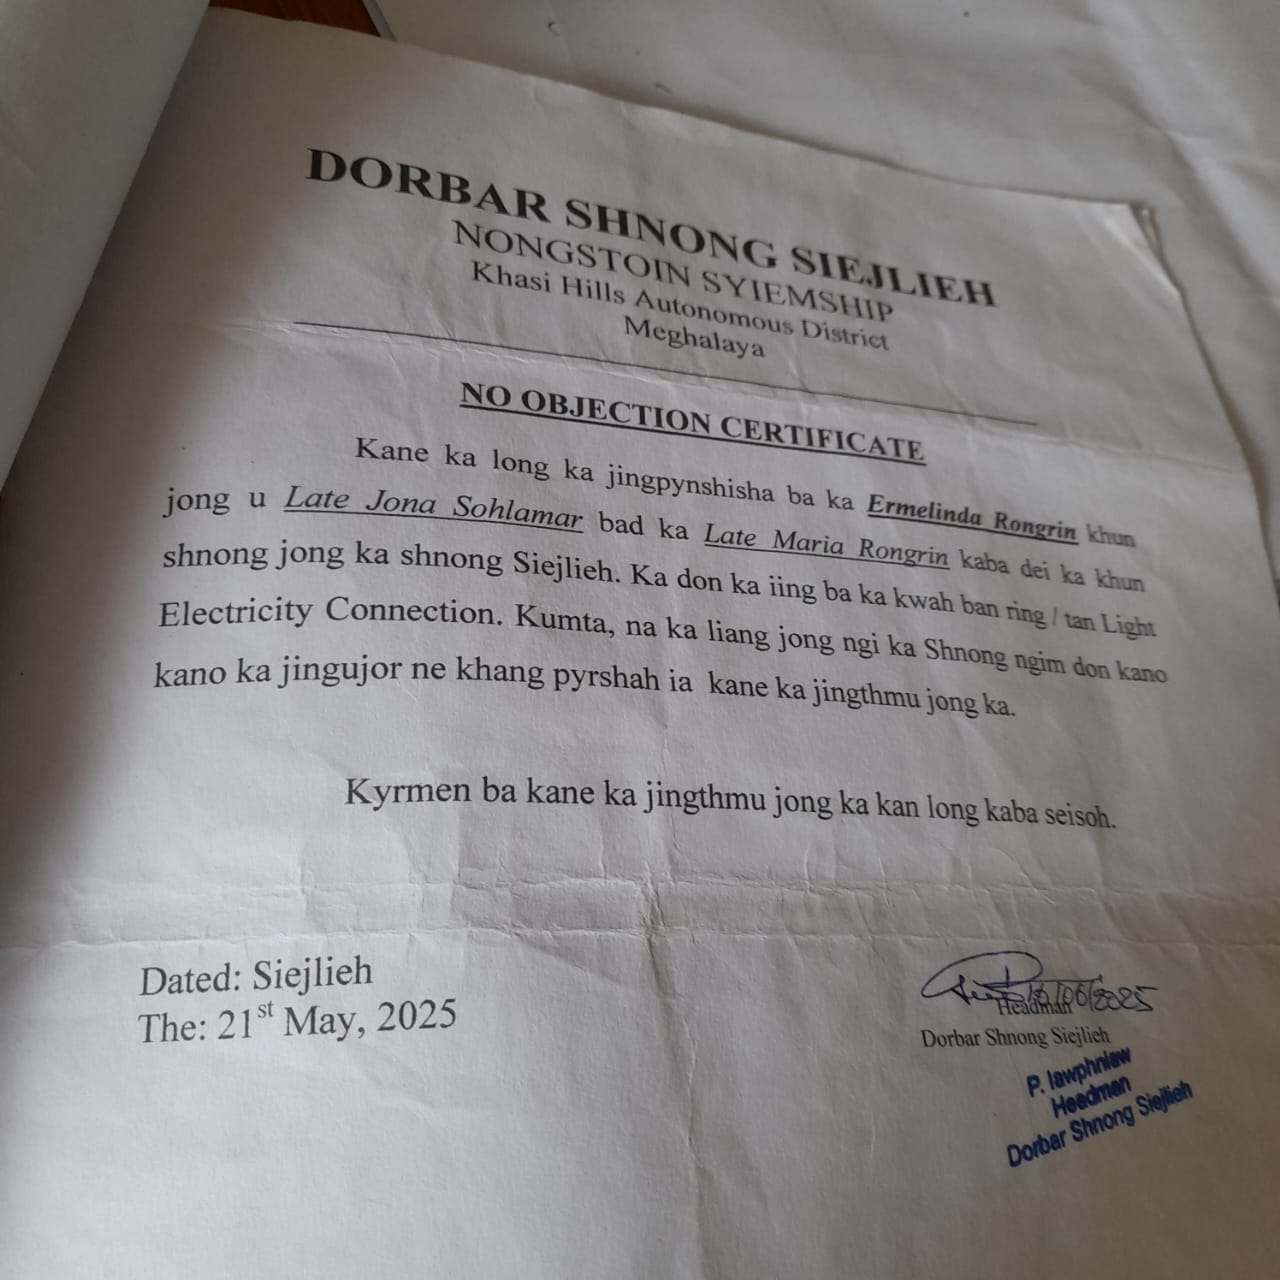 DORBAR SHNONG SIEJLIEH
NONGSTOIN SYIEMSHIP
Khasi Hills Autonomous District
Meghalaya
NO OBJECTION CERTIFICATE
Kane ka long ka jingpynshisha ba ka Ermelinda Rongrin khun
jong u Late Jona Sohlamar bad ka Late Maria Rongrin kaba dei ka khun
shnong jong ka shnong Siejlieh. Ka don ka iing ba ka kwah ban ring / tan Light
Electricity Connection. Kumta, na ka liang jong ngi ka Shnong ngim don kano
kano ka jingujor ne khang pyrshah ia kane ka jingthmu jong ka.
Kyrmen ba kane ka jingthmu jong ka kan long kaba seisoh.
Dated: Siejlieh
The: 21st May, 2025
Headman
Dorbar Shnong Siejlieh
P. Iawphniaw
Headman
Dorbar Shnong Siejlieh